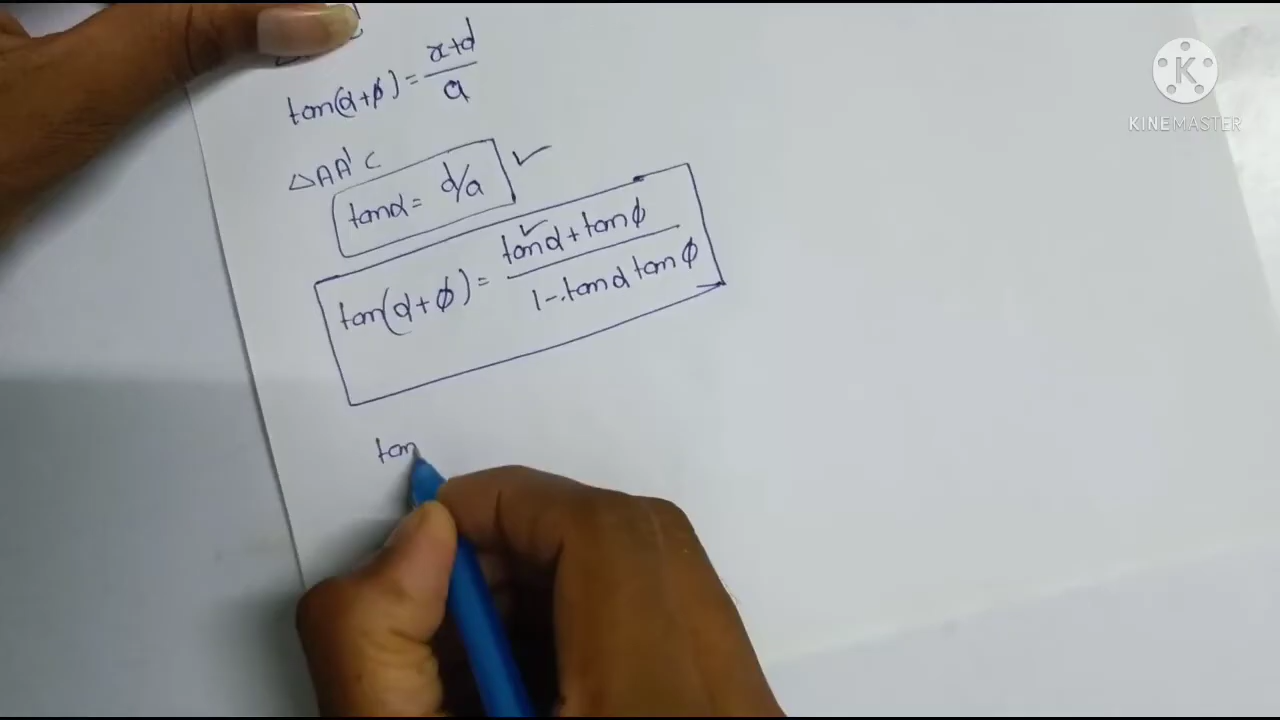 tan(α+ϕ) = x+d/a
△AA'C
tanα = d/a ✓
tan(α+ϕ) = tanα+tanϕ/1-tanα tanϕ
tan
K
KINEMASTER